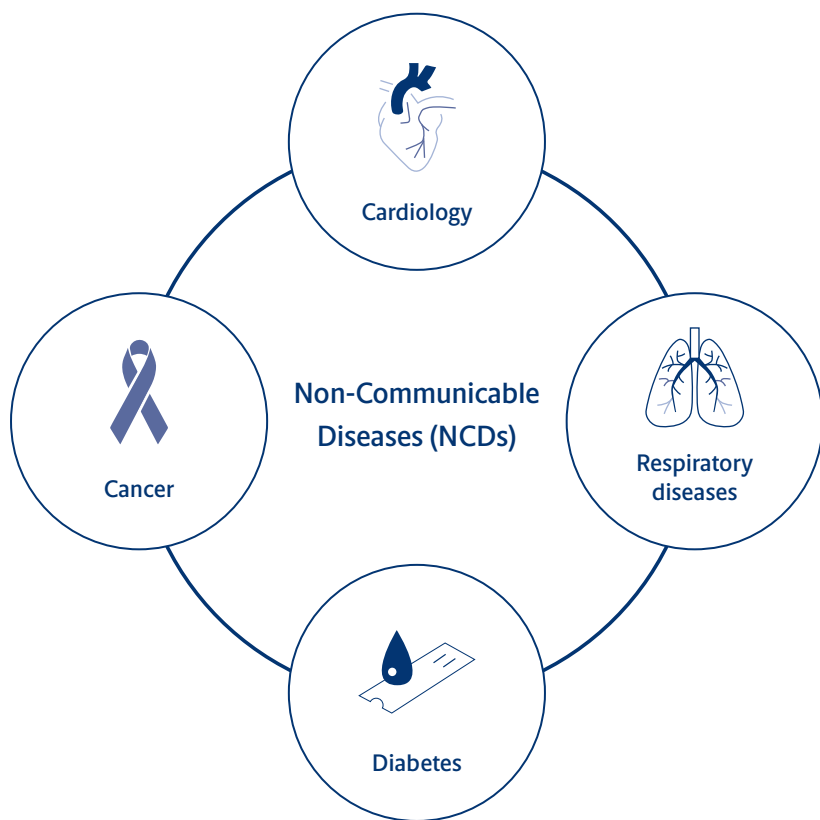 Cardiology
Cancer
Non-Communicable
Diseases (NCDs)
Respiratory
diseases
Diabetes